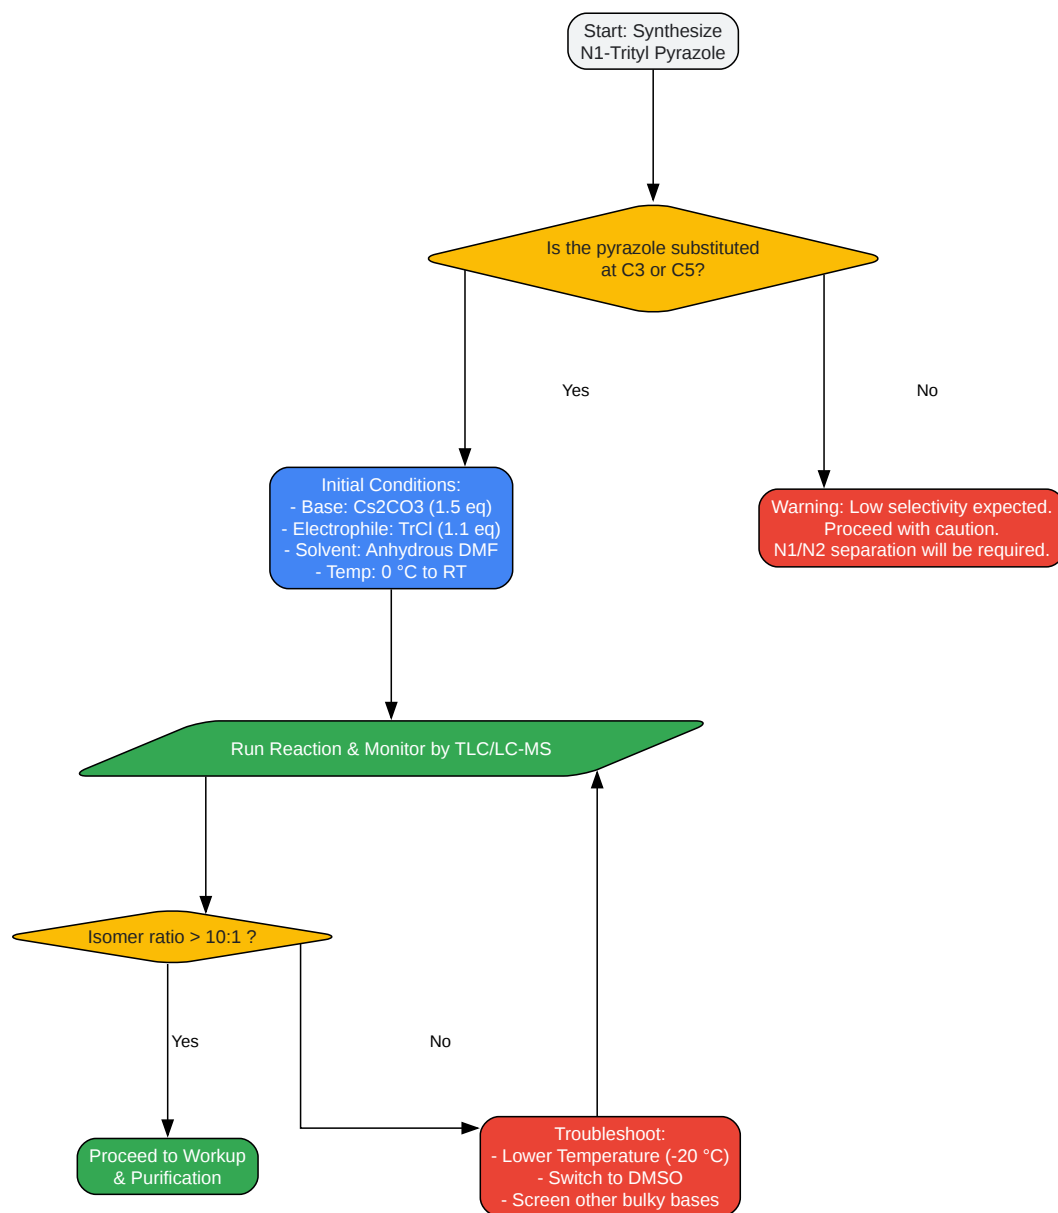 Start: Synthesize
N1-Trityl Pyrazole
Is the pyrazole substituted
at C3 or C5?
Yes
No
Initial Conditions:
- Base: Cs2CO3 (1.5 eq)
- Electrophile: TrCl (1.1 eq)
- Solvent: Anhydrous DMF
- Temp: 0 °C to RT
Warning: Low selectivity expected.
Proceed with caution.
N1/N2 separation will be required.
Run Reaction & Monitor by TLC/LC-MS
Isomer ratio > 10:1 ?
Yes
No
Proceed to Workup
& Purification
Troubleshoot:
- Lower Temperature (-20 °C)
- Switch to DMSO
- Screen other bulky bases